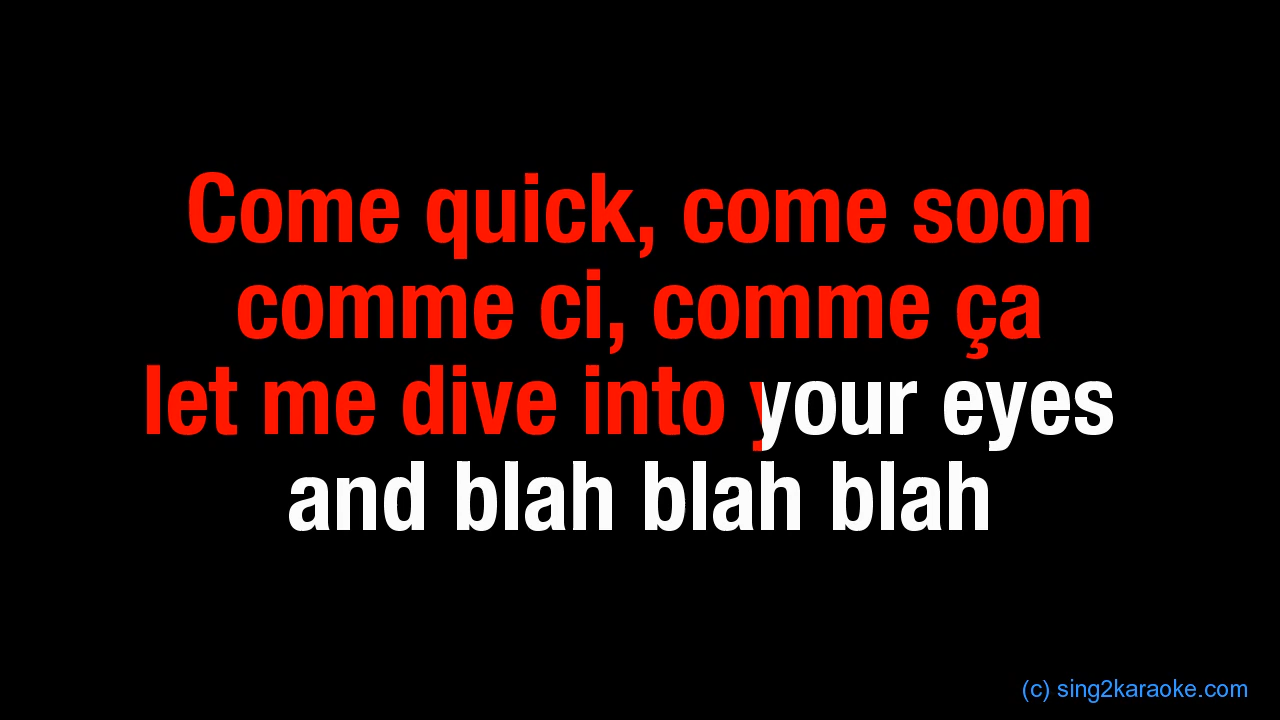 Come quick, come soon
comme ci, comme ça
let me dive into your eyes
and blah blah blah
(c) sing2karaoke.com